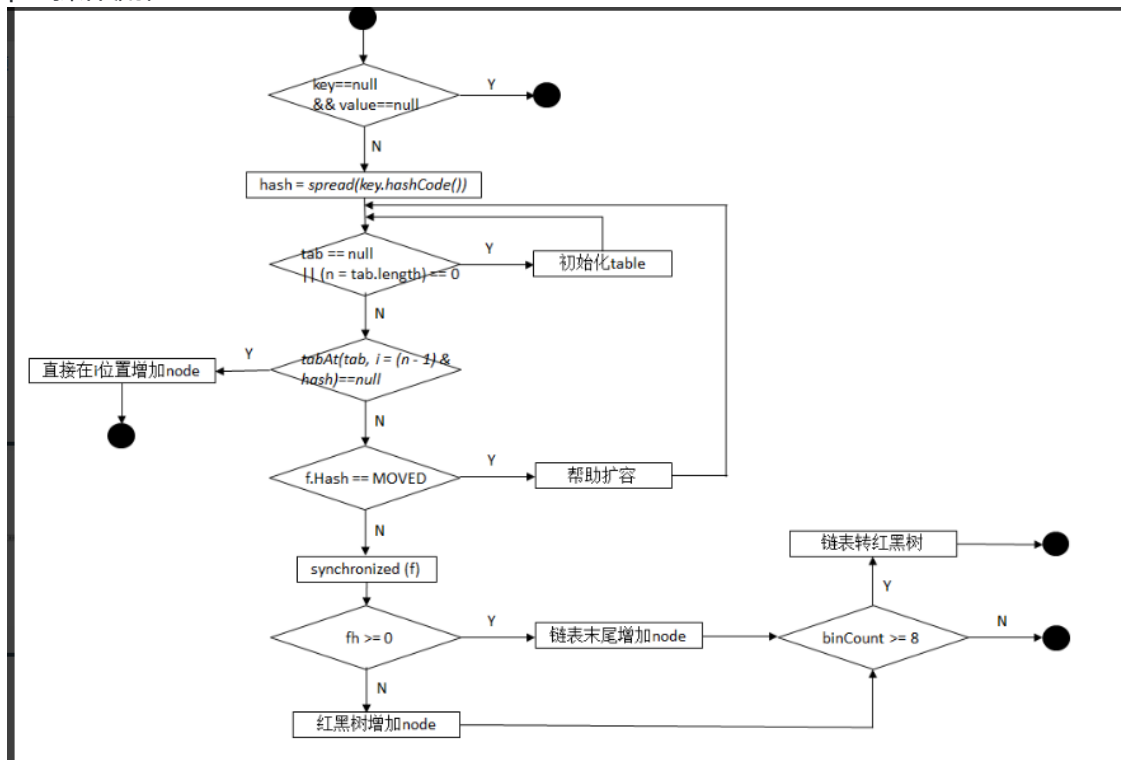 key==null
&& value==null
Y
N
hash = spread(key.hashCode())
tab == null
|| (n = tab.length) == 0
Y
初始化table
N
tabAt(tab, i = (n - 1) &
hash)==null
Y
直接在i位置增加node
N
f.Hash == MOVED
Y
帮助扩容
N
synchronized (f)
链表转红黑树
Y
fh >= 0
Y
链表末尾增加node
binCount >= 8
N
N
红黑树增加node